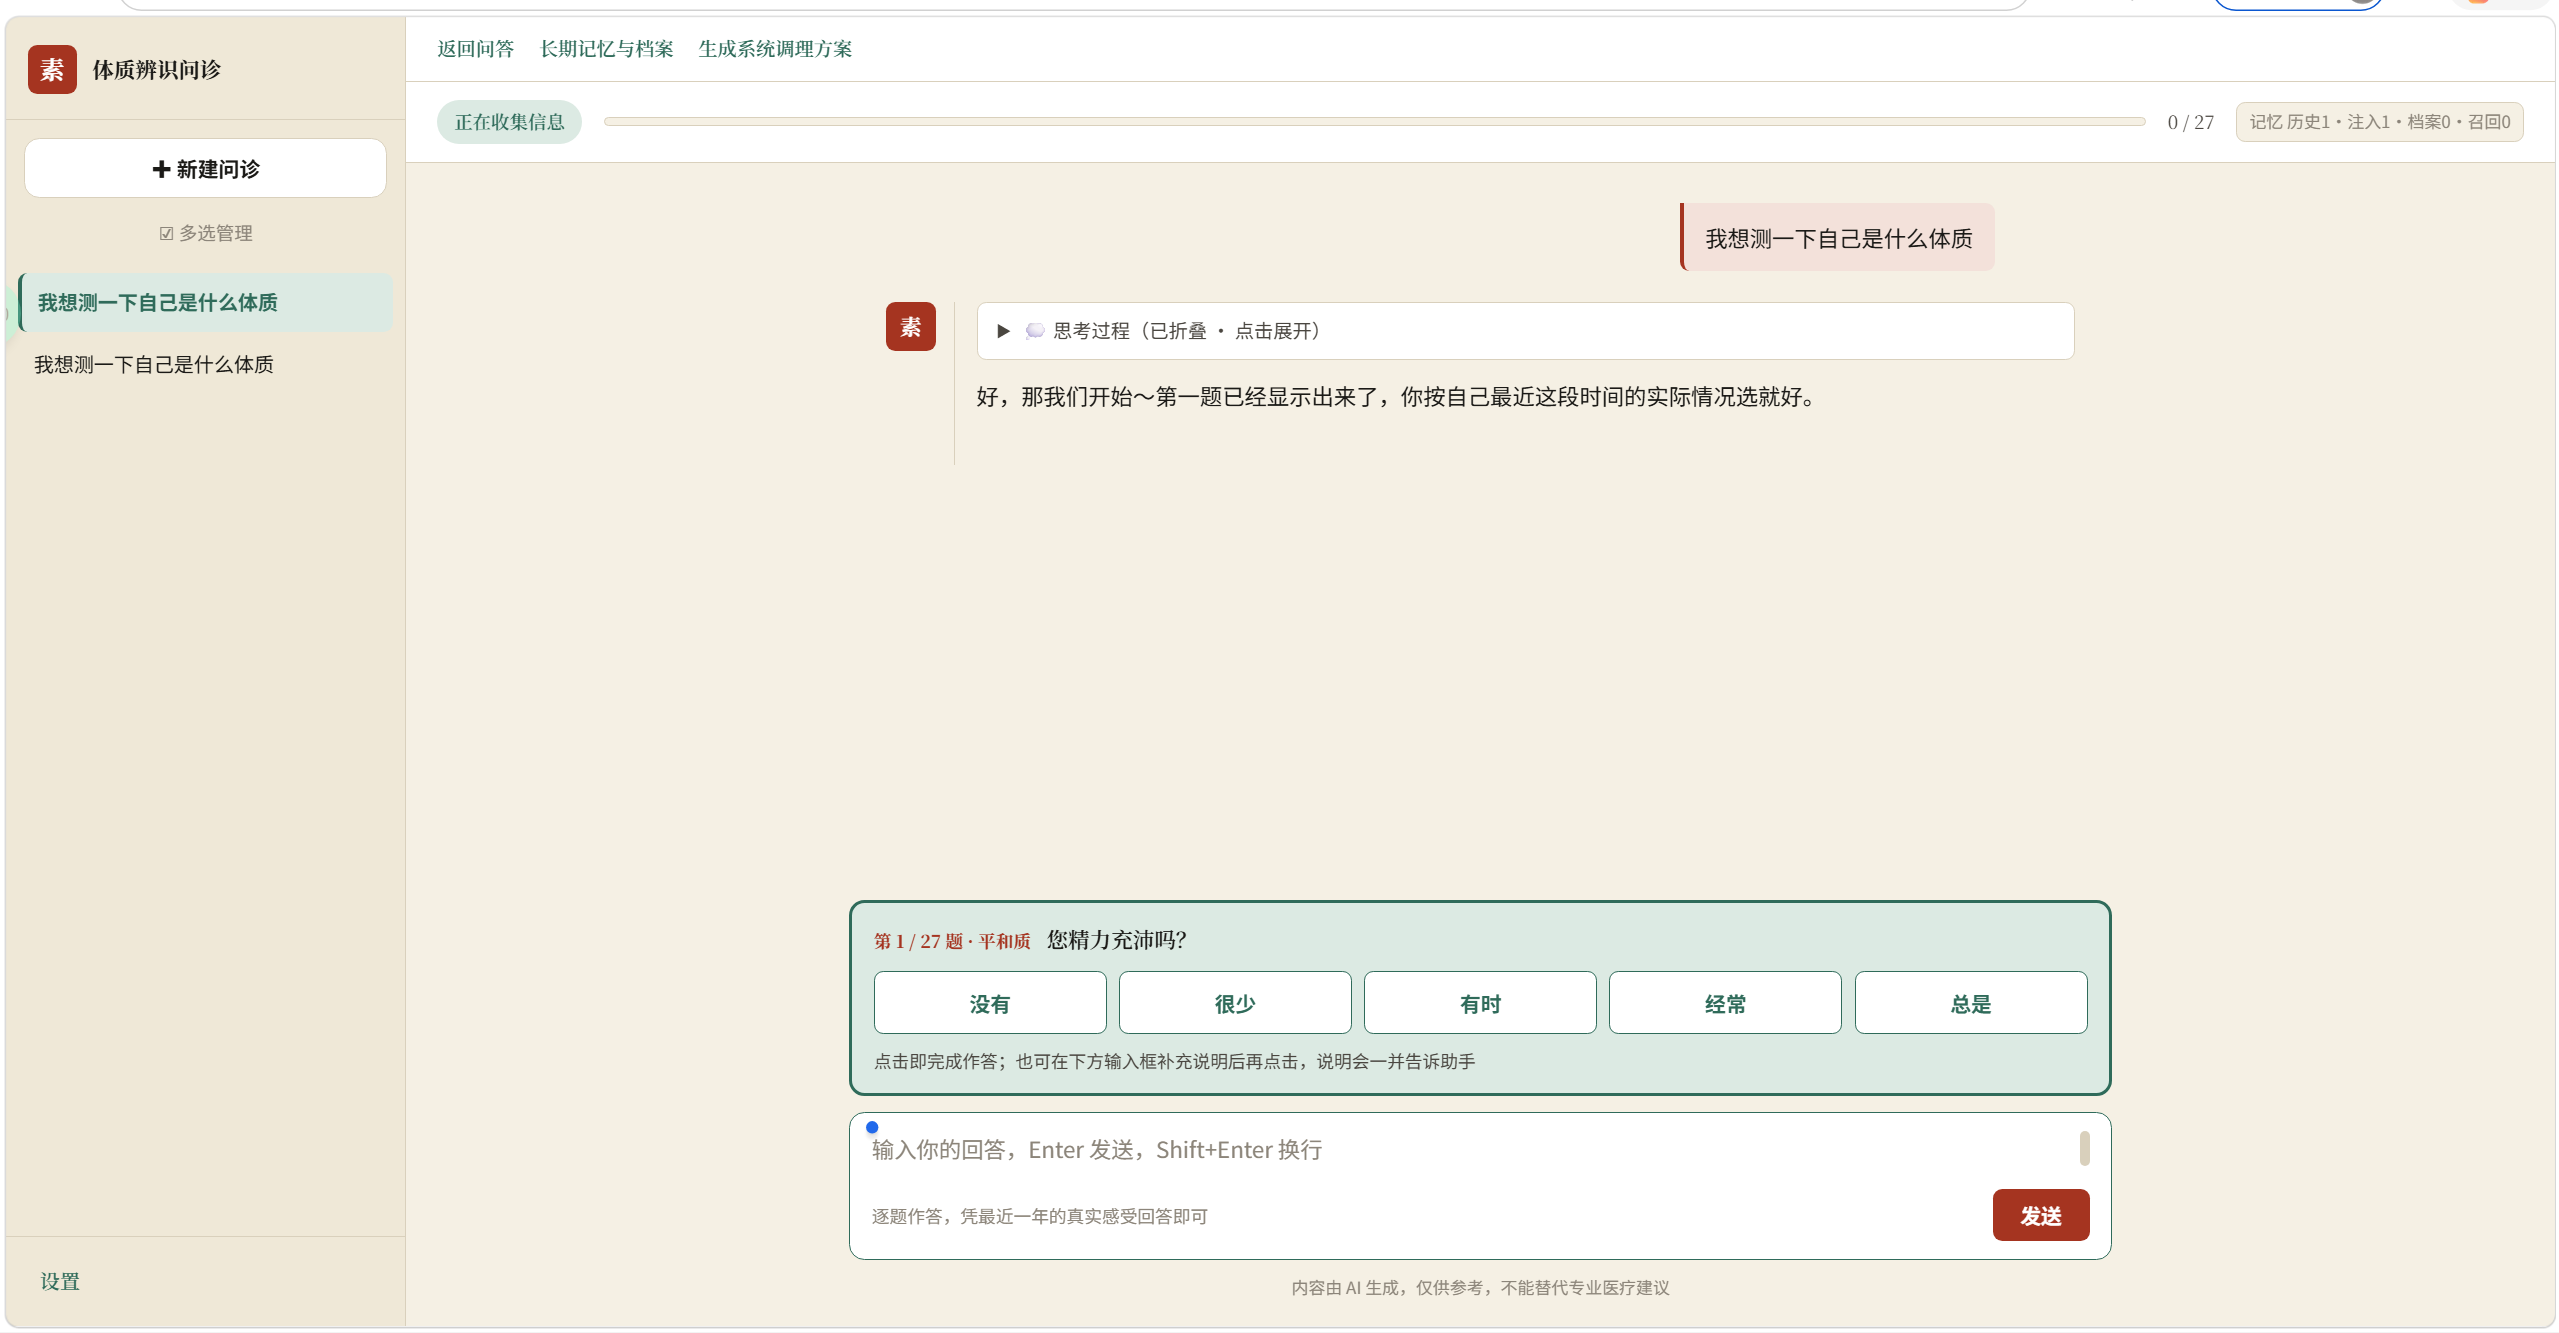 素 体质辨识问诊
✚ 新建问诊
☑ 多选管理
我想测一下自己是什么体质
我想测一下自己是什么体质
设置
返回问答 长期记忆与档案 生成系统调理方案
正在收集信息 0 / 27 记忆 历史1・注入1・档案0・召回0
我想测一下自己是什么体质
素
▶ 思考过程（已折叠 · 点击展开）
好，那我们开始～第一题已经显示出来了，你按自己最近这段时间的实际情况选就好。
第 1 / 27 题 · 平和质 您精力充沛吗？
没有 很少 有时 经常 总是
点击即完成作答；也可在下方输入框补充说明后再点击，说明会一并告诉助手
输入你的回答，Enter 发送，Shift+Enter 换行
逐题作答，凭最近一年的真实感受回答即可
发送
内容由 AI 生成，仅供参考，不能替代专业医疗建议